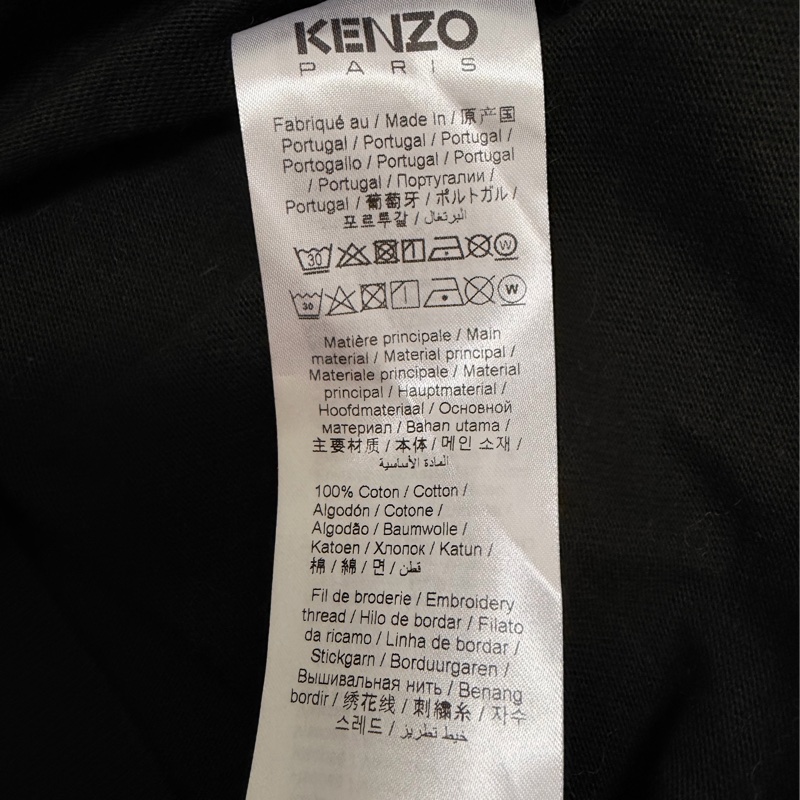 KENZO
PARIS
Fabriqué au / Made in / 原产国
Portugal / Portugal / Portugal /
Portogallo / Portugal / Portugal
/ Portugal / Португалии /
Portugal / 葡萄牙 / ポルトガル /
포르투갈 / البرتغال
30 W
30 W
Matière principale / Main
material / Material principal /
Materiale principale / Material
principal / Hauptmaterial /
Hoofdmateriaal / Основной
материал / Bahan utama /
主要材质 / 本体 / 메인 소재 /
المادة الأساسية
100% Coton / Cotton /
Algodón / Cotone /
Algodão / Baumwolle /
Katoen / Хлопок / Katun /
棉 / 綿 / 면 / قطن
Fil de broderie / Embroidery
thread / Hilo de bordar / Filato
da ricamo / Linha de bordar /
Stickgarn / Borduurgaren /
Вышивальная нить / Benang
bordir / 绣花线 / 刺繍糸 / 자수
스레드 / خيط تطريز